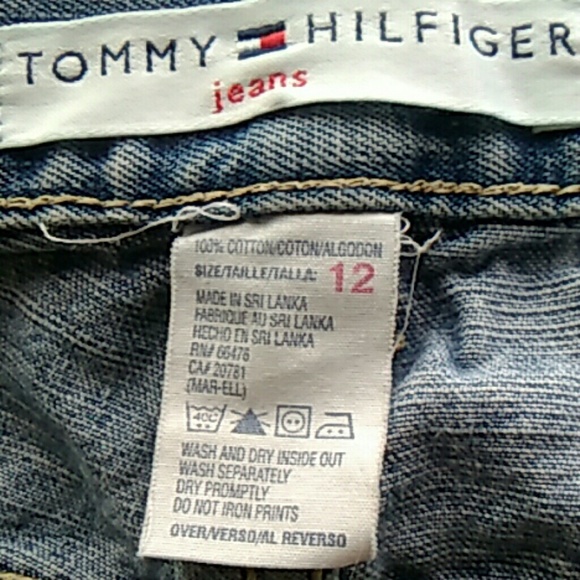 TOMMY HILFIGER
jeans
100% COTTON/COTON/ALGODON
SIZE/TAILLE/TALLA: 12
MADE IN SRI LANKA
FABRIQUE AU SRI LANKA
HECHO EN SRI LANKA
RN# 66476
CA# 20781
(MAR-ELL)
40C
WASH AND DRY INSIDE OUT
WASH SEPARATELY
DRY PROMPTLY
DO NOT IRON PRINTS
OVER/VERSO/AL REVERSO